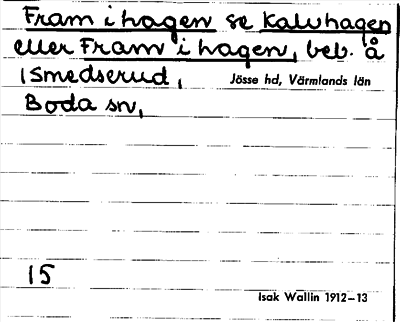 Fram i hagen se Kalvhagen
eller Fram i hagen, beb. å
1 Smedserud, Jösse hd, Värmlands län
Boda sn,
15
Isak Wallin 1912–13